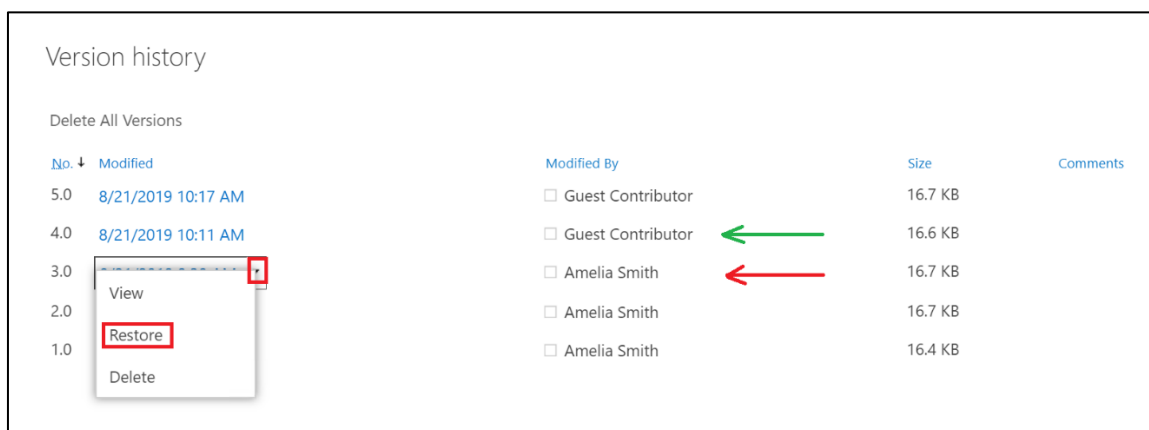 Version history
Delete All Versions
No. Modified Modified By Size Comments
5.0 8/21/2019 10:17 AM Guest Contributor 16.7 KB
4.0 8/21/2019 10:11 AM Guest Contributor 16.6 KB
3.0 Amelia Smith 16.7 KB
View
2.0 Amelia Smith 16.7 KB
Restore
1.0 Amelia Smith 16.4 KB
Delete